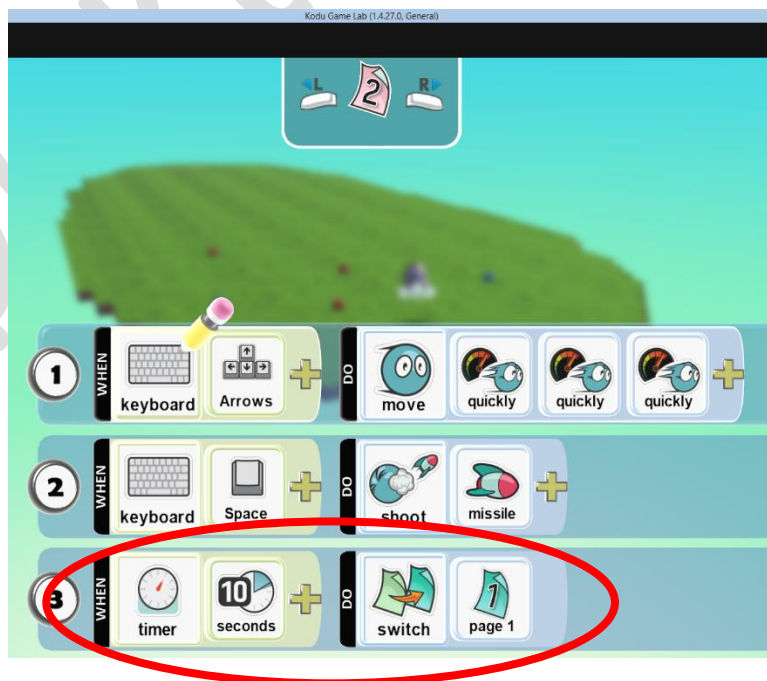 Kodu Game Lab (1.4.27.0, General)
L 2 R
1 WHEN keyboard Arrows DO move quickly quickly quickly
2 WHEN keyboard Space DO shoot missile
3 WHEN timer 10 seconds DO switch 1 page 1